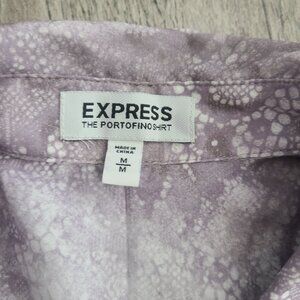 EXPRESS
THE PORTOFINO SHIRT
MADE IN
CHINA
M
M